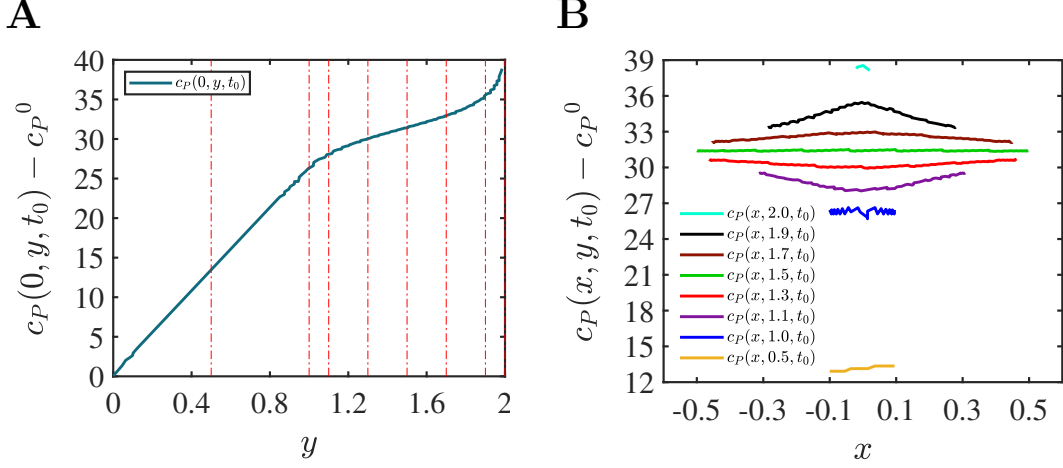 A
c_P(0, y, t_0) − c_P^0
40
35
30
25
20
15
10
5
0
c_P(0, y, t_0)
0
0.4
0.8
1.2
1.6
2
y
B
c_P(x, y, t_0) − c_P^0
39
36
33
30
27
24
21
18
15
12
c_P(x, 2.0, t_0)
c_P(x, 1.9, t_0)
c_P(x, 1.7, t_0)
c_P(x, 1.5, t_0)
c_P(x, 1.3, t_0)
c_P(x, 1.1, t_0)
c_P(x, 1.0, t_0)
c_P(x, 0.5, t_0)
-0.5
-0.3
-0.1
0.1
0.3
0.5
x